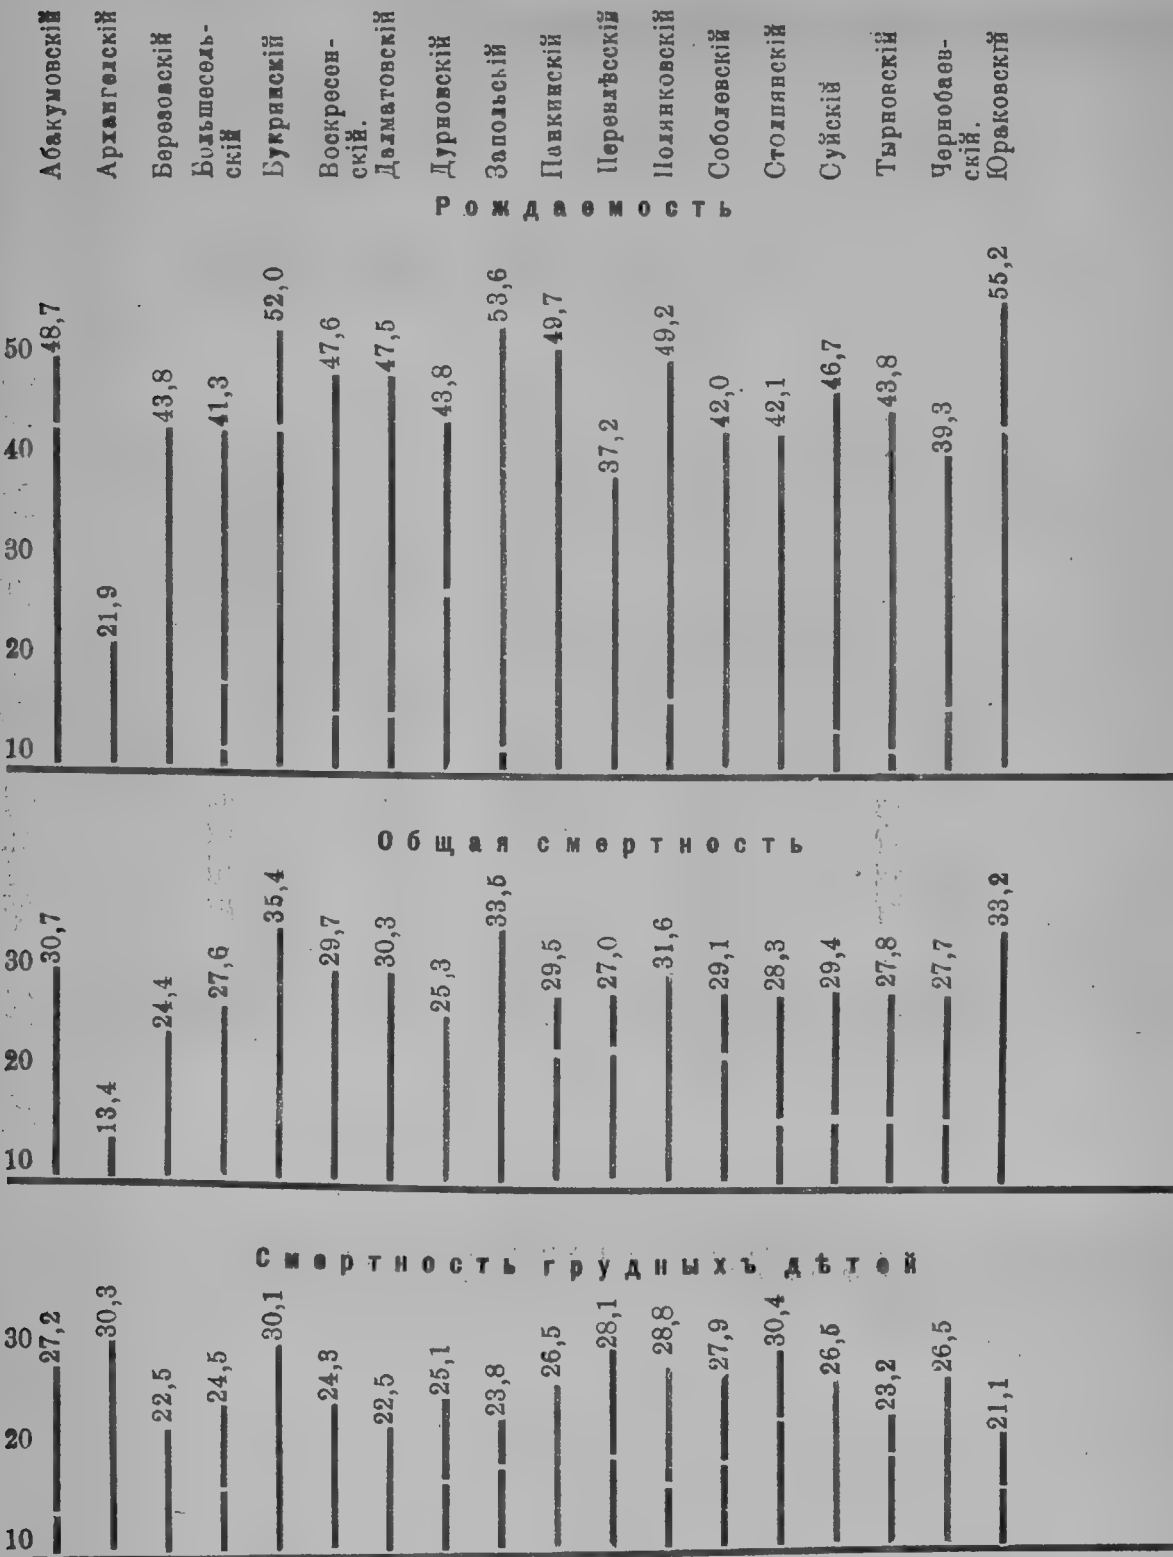 Абакумовскій
Архангелскій
Березовскій
Большесель-
скій
Букринскій
Воскресен-
скій.
Далматовскій
Дурновскій
Запольскій
Павкинскій
Перевлѣсскій
Полянковскій
Соболевскій
Столпянскій
Суйскій
Тырновскій
Чернобаев-
скій.
Юраковскій
Рождаемость
50
40
30
20
10
48,7
21,9
43,8
41,3
52,0
47,6
47,5
43,8
53,6
49,7
37,2
49,2
42,0
42,1
46,7
43,8
39,3
55,2
Общая смертность
30
20
10
30,7
13,4
24,4
27,6
35,4
29,7
30,3
25,3
33,5
29,5
27,0
31,6
29,1
28,3
29,4
27,8
27,7
33,2
Смертность грудныхъ дѣтей
30
20
10
27,2
30,3
22,5
24,5
30,1
24,3
22,5
25,1
23,8
26,5
28,1
28,8
27,9
30,4
26,5
23,2
26,5
21,1